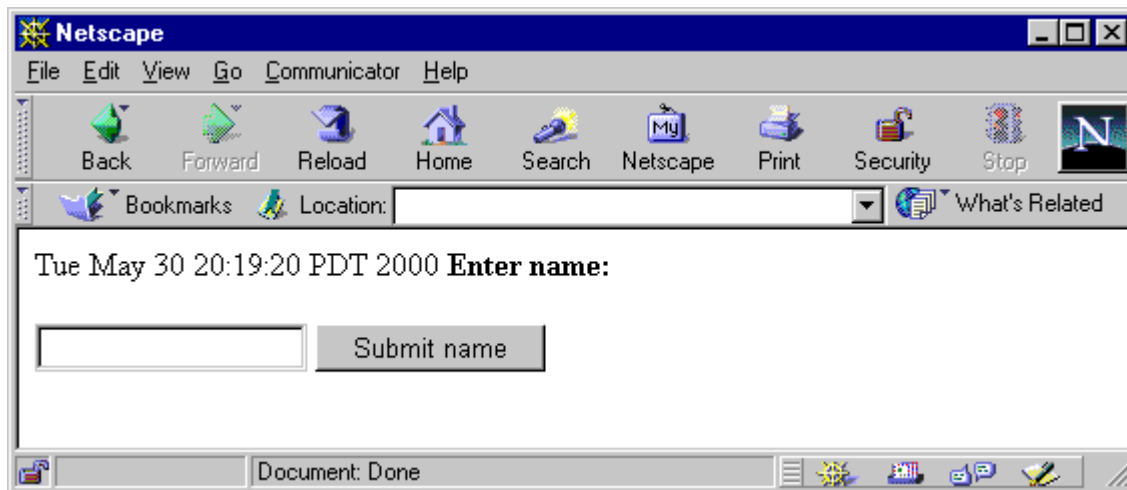 Netscape
File Edit View Go Communicator Help
My N
Back Forward Reload Home Search Netscape Print Security Stop
Bookmarks Location: What's Related
Tue May 30 20:19:20 PDT 2000 Enter name:
Submit name
Document: Done